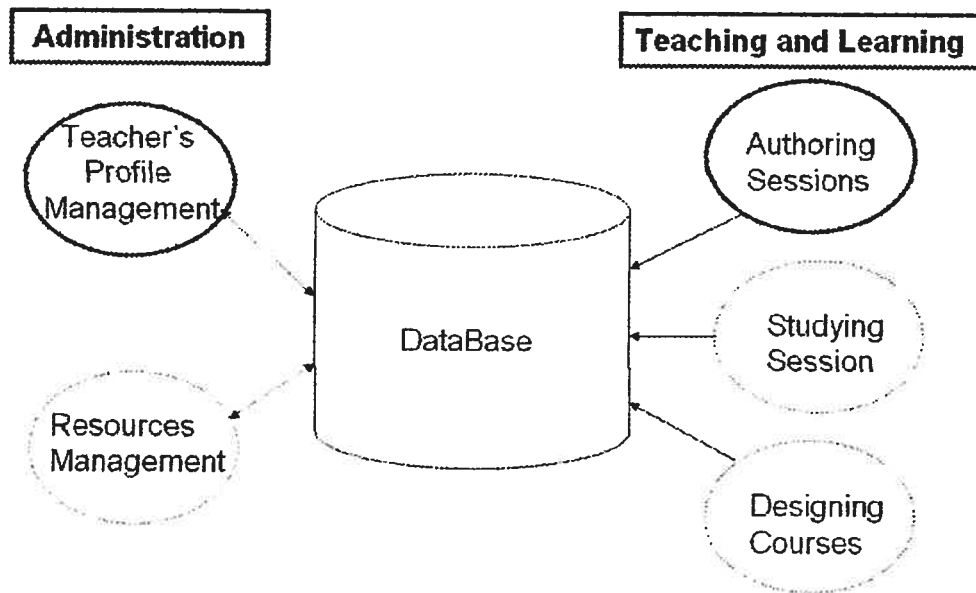 Administration
Teaching and Learning
Teacher's
Profile
Management
Authoring
Sessions
DataBase
Studying
Session
Resources
Management
Designing
Courses